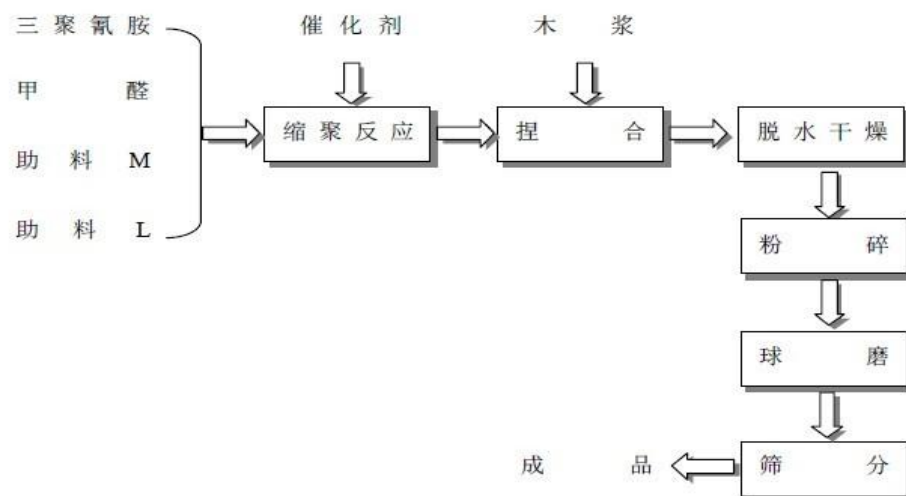 三聚氰胺 催化剂 木浆
甲醛
缩聚反应 捏合 脱水干燥
助料 M
助料 L
粉碎
球磨
成品 筛分